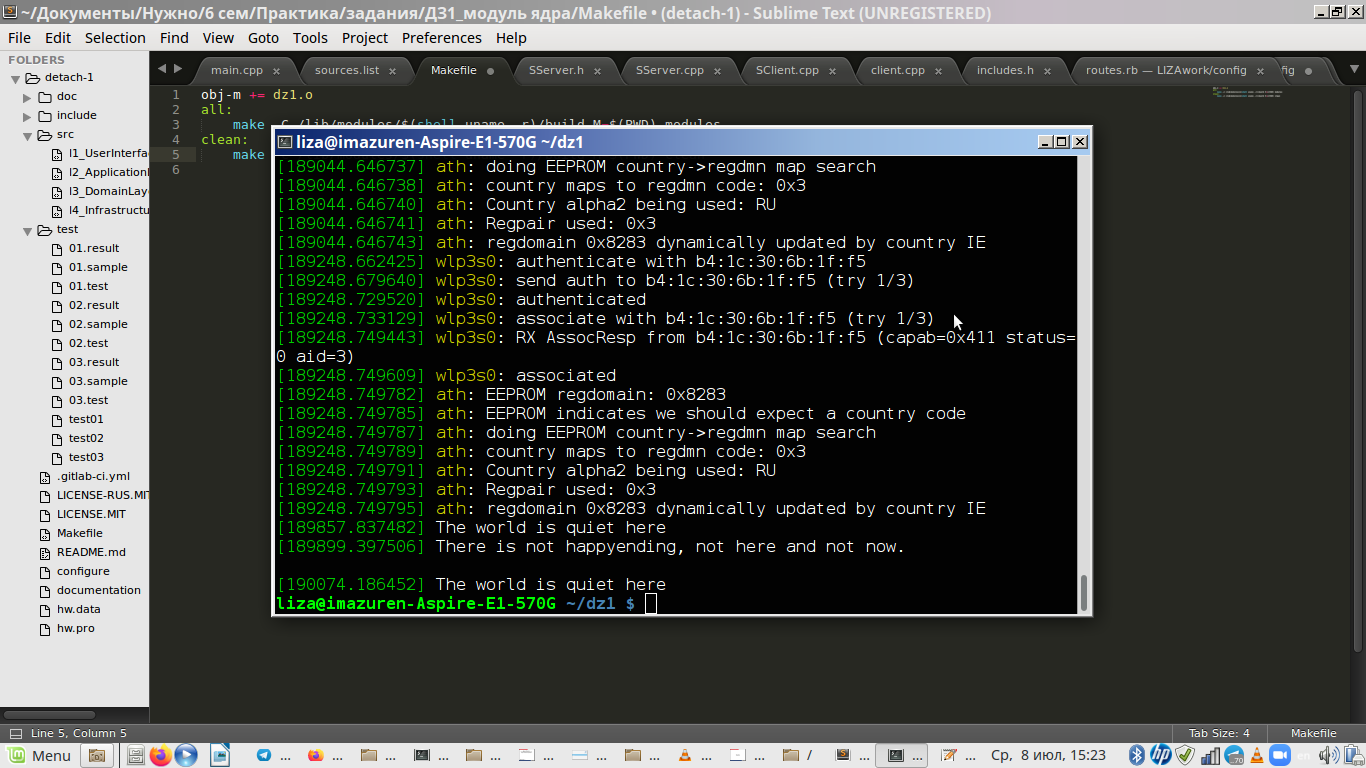 ~/Документы/Нужно/6 сем/Практика/задания/ДЗ1_модуль ядра/Makefile • (detach-1) - Sublime Text (UNREGISTERED)
File Edit Selection Find View Goto Tools Project Preferences Help
FOLDERS
detach-1
doc
include
src
l1_UserInterfa
l2_Application
l3_DomainLay
l4_Infrastructu
test
01.result
01.sample
01.test
02.result
02.sample
02.test
03.result
03.sample
03.test
test01
test02
test03
.gitlab-ci.yml
LICENSE-RUS.MIT
LICENSE.MIT
Makefile
README.md
configure
documentation
hw.data
hw.pro
main.cpp sources.list Makefile SServer.h SServer.cpp SClient.cpp client.cpp includes.h routes.rb — LIZAwork/config fig
1 obj-m += dz1.o
2 all:
3 make -C /lib/modules/$(shell uname -r)/build M=$(PWD) modules
4 clean:
5 make
6
liza@imazuren-Aspire-E1-570G ~/dz1
[189044.646737] ath: doing EEPROM country->regdmn map search
[189044.646738] ath: country maps to regdmn code: 0x3
[189044.646740] ath: Country alpha2 being used: RU
[189044.646741] ath: Regpair used: 0x3
[189044.646743] ath: regdomain 0x8283 dynamically updated by country IE
[189248.662425] wlp3s0: authenticate with b4:1c:30:6b:1f:f5
[189248.679640] wlp3s0: send auth to b4:1c:30:6b:1f:f5 (try 1/3)
[189248.729520] wlp3s0: authenticated
[189248.733129] wlp3s0: associate with b4:1c:30:6b:1f:f5 (try 1/3)
[189248.749443] wlp3s0: RX AssocResp from b4:1c:30:6b:1f:f5 (capab=0x411 status=
0 aid=3)
[189248.749609] wlp3s0: associated
[189248.749782] ath: EEPROM regdomain: 0x8283
[189248.749785] ath: EEPROM indicates we should expect a country code
[189248.749787] ath: doing EEPROM country->regdmn map search
[189248.749789] ath: country maps to regdmn code: 0x3
[189248.749791] ath: Country alpha2 being used: RU
[189248.749793] ath: Regpair used: 0x3
[189248.749795] ath: regdomain 0x8283 dynamically updated by country IE
[189857.837482] The world is quiet here
[189899.397506] There is not happyending, not here and not now.
[190074.186452] The world is quiet here
liza@imazuren-Aspire-E1-570G ~/dz1 $
Line 5, Column 5 Tab Size: 4 Makefile
Menu ... ... ... ... ... ... ... ... ... ... / ... ... ... Ср, 8 июл, 15:23 en